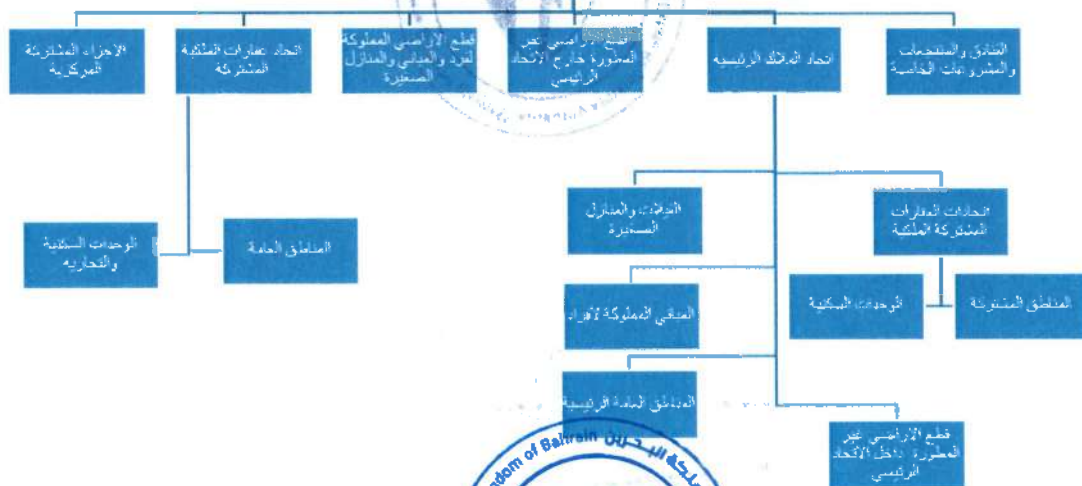 الفنادق والمنتجعات
والمشروعات الخاصة
اتحاد الملاك الرئيسيه
قطع الاراضي غير
المطورة خارج الاتحاد
الرئيسي
قطع الاراضي المملوكة
لفرد والمباني والمنازل
الصغيرة
اتحاد عقارات الملكية
المشتركة
الاجزاء المشتركة
المركزية
اتحادات العقارات
المشتركة الملكية
الفيلات والمنازل
الصغيرة
المناطق العامة
الوحدات السكنية
والتجاريه
المناطق المشتركة
الوحدات السكنية
المباني المملوكة لأفراد
المناطق العامة الرئيسية
قطع الاراضي غير
المطورة داخل الاتحاد
الرئيسي
Kingdom of Bahrain مملكة البحرين